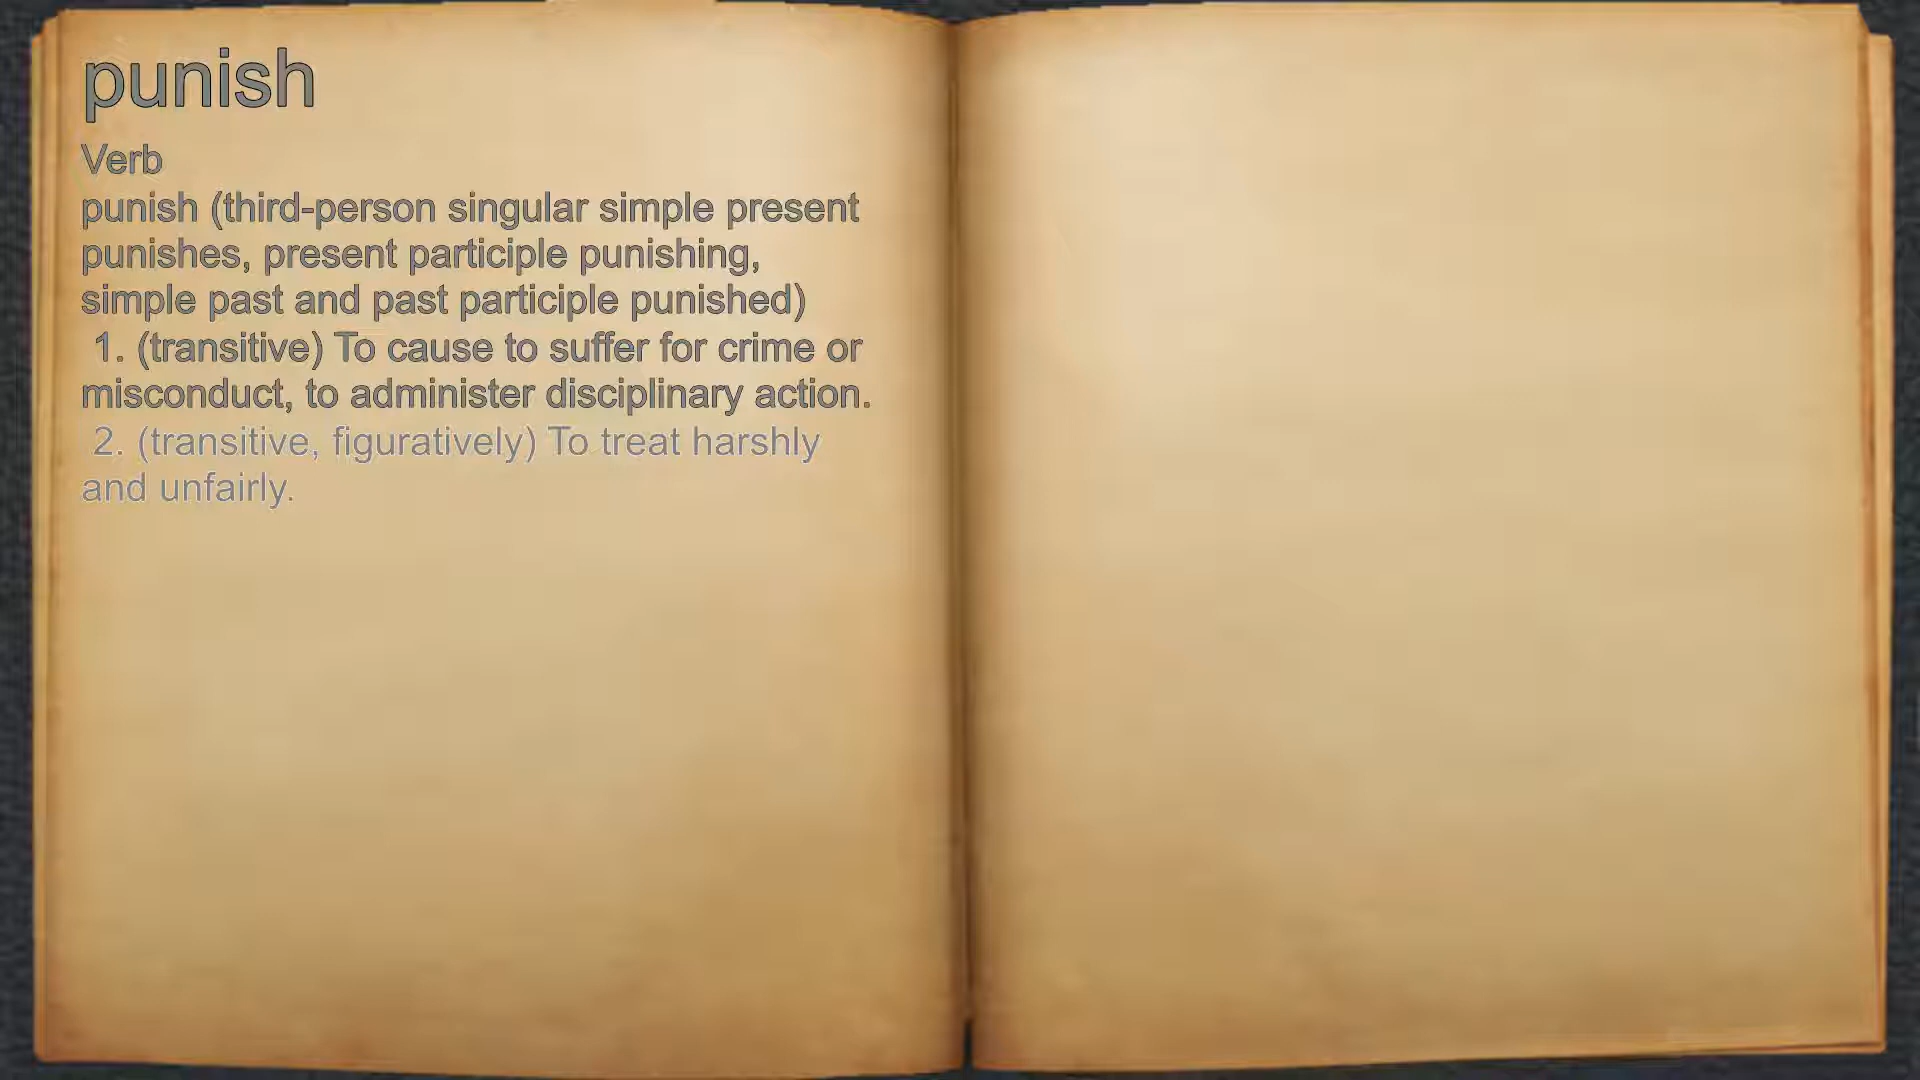 punish
Verb
punish (third-person singular simple present
punishes, present participle punishing,
simple past and past participle punished)
1. (transitive) To cause to suffer for crime or
misconduct, to administer disciplinary action.
2. (transitive, figuratively) To treat harshly
and unfairly.